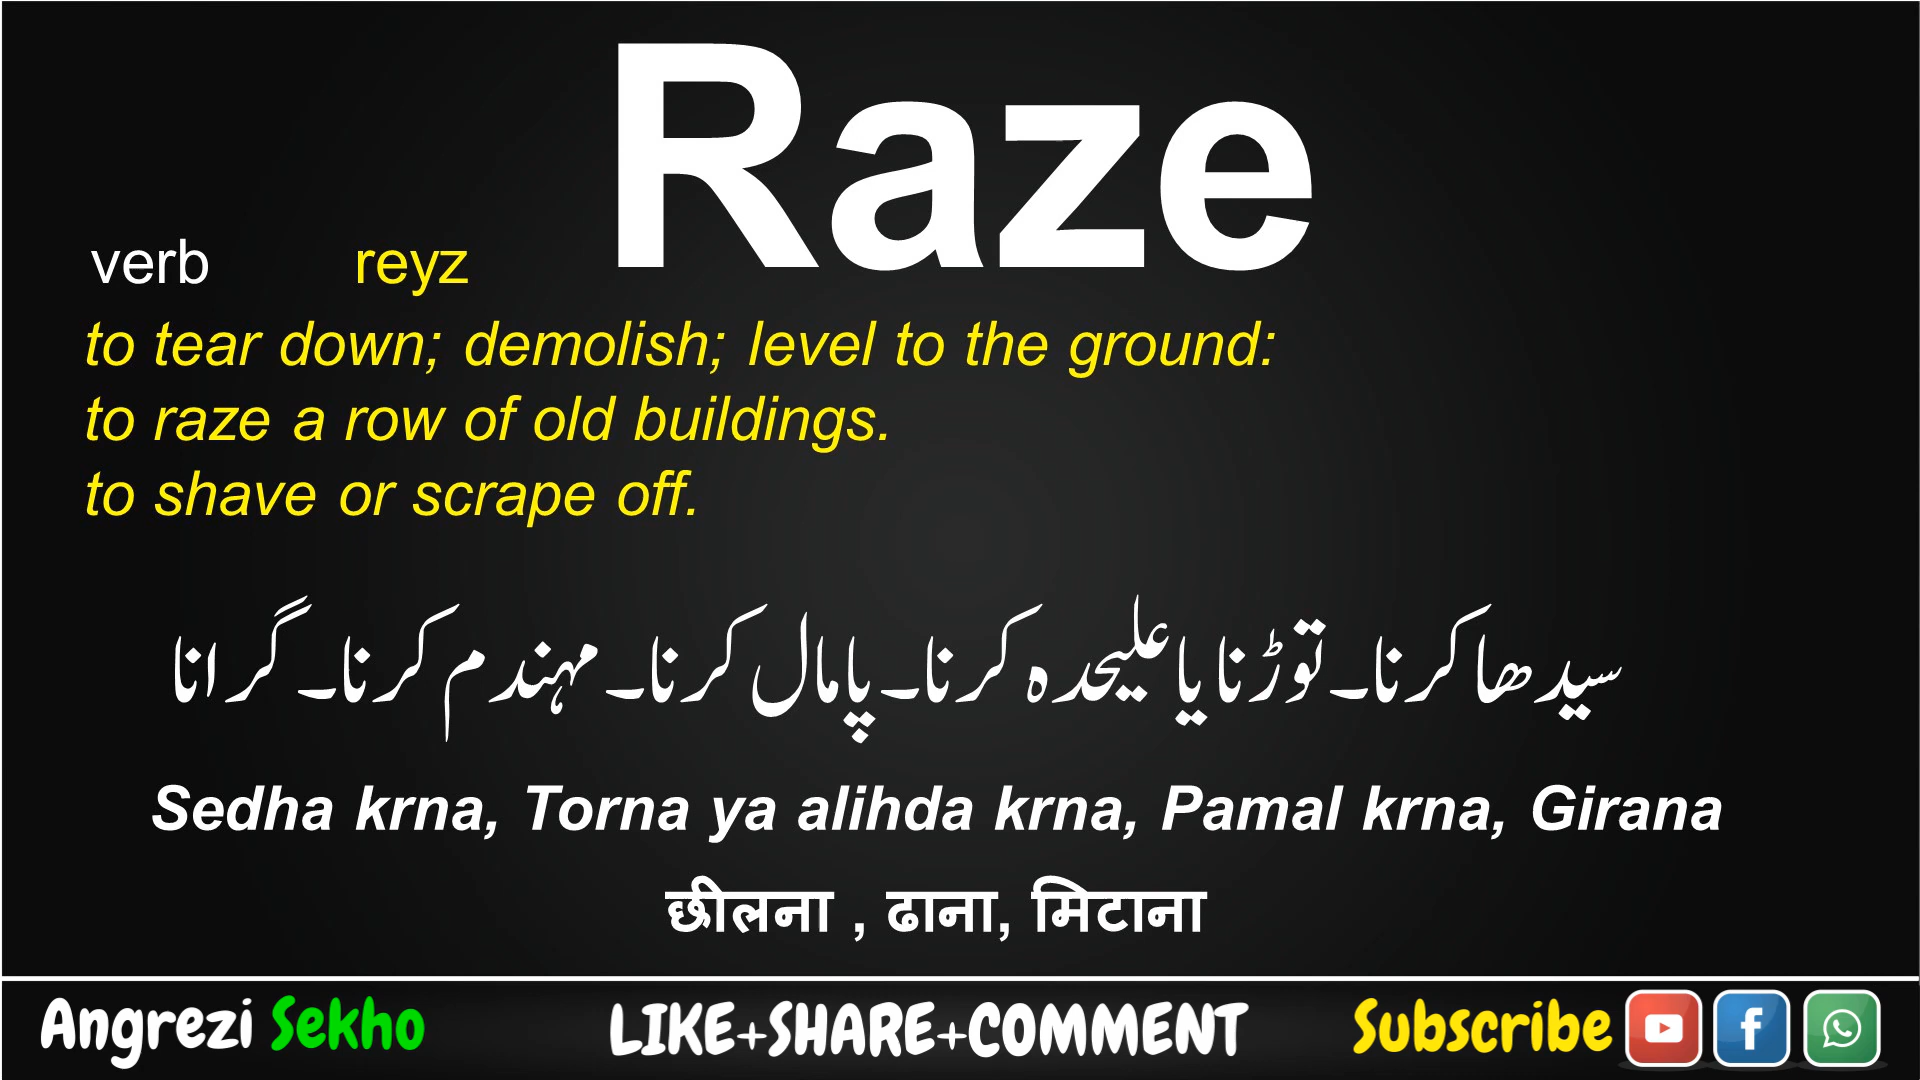 Raze
verb reyz
to tear down; demolish; level to the ground:
to raze a row of old buildings.
to shave or scrape off.
سیدھا کرنا۔ توڑنا یا علیحدہ کرنا۔ پامال کرنا۔ مہندم کرنا۔ گرانا
Sedha krna, Torna ya alihda krna, Pamal krna, Girana
छीलना , ढाना, मिटाना
Angrezi Sekho LIKE+SHARE+COMMENT Subscribe